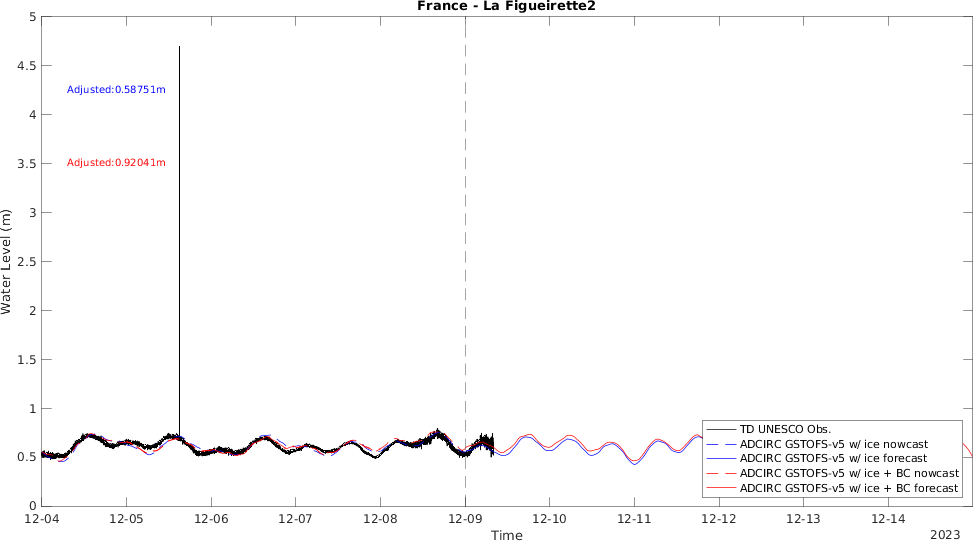 France - La Figueirette2
5
4.5
4
3.5
3
2.5
2
1.5
1
0.5
0
Water Level (m)
Adjusted:0.58751m
Adjusted:0.92041m
TD UNESCO Obs.
ADCIRC GSTOFS-v5 w/ ice nowcast
ADCIRC GSTOFS-v5 w/ ice forecast
ADCIRC GSTOFS-v5 w/ ice + BC nowcast
ADCIRC GSTOFS-v5 w/ ice + BC forecast
12-04 12-05 12-06 12-07 12-08 12-09 12-10 12-11 12-12 12-13 12-14
Time
2023